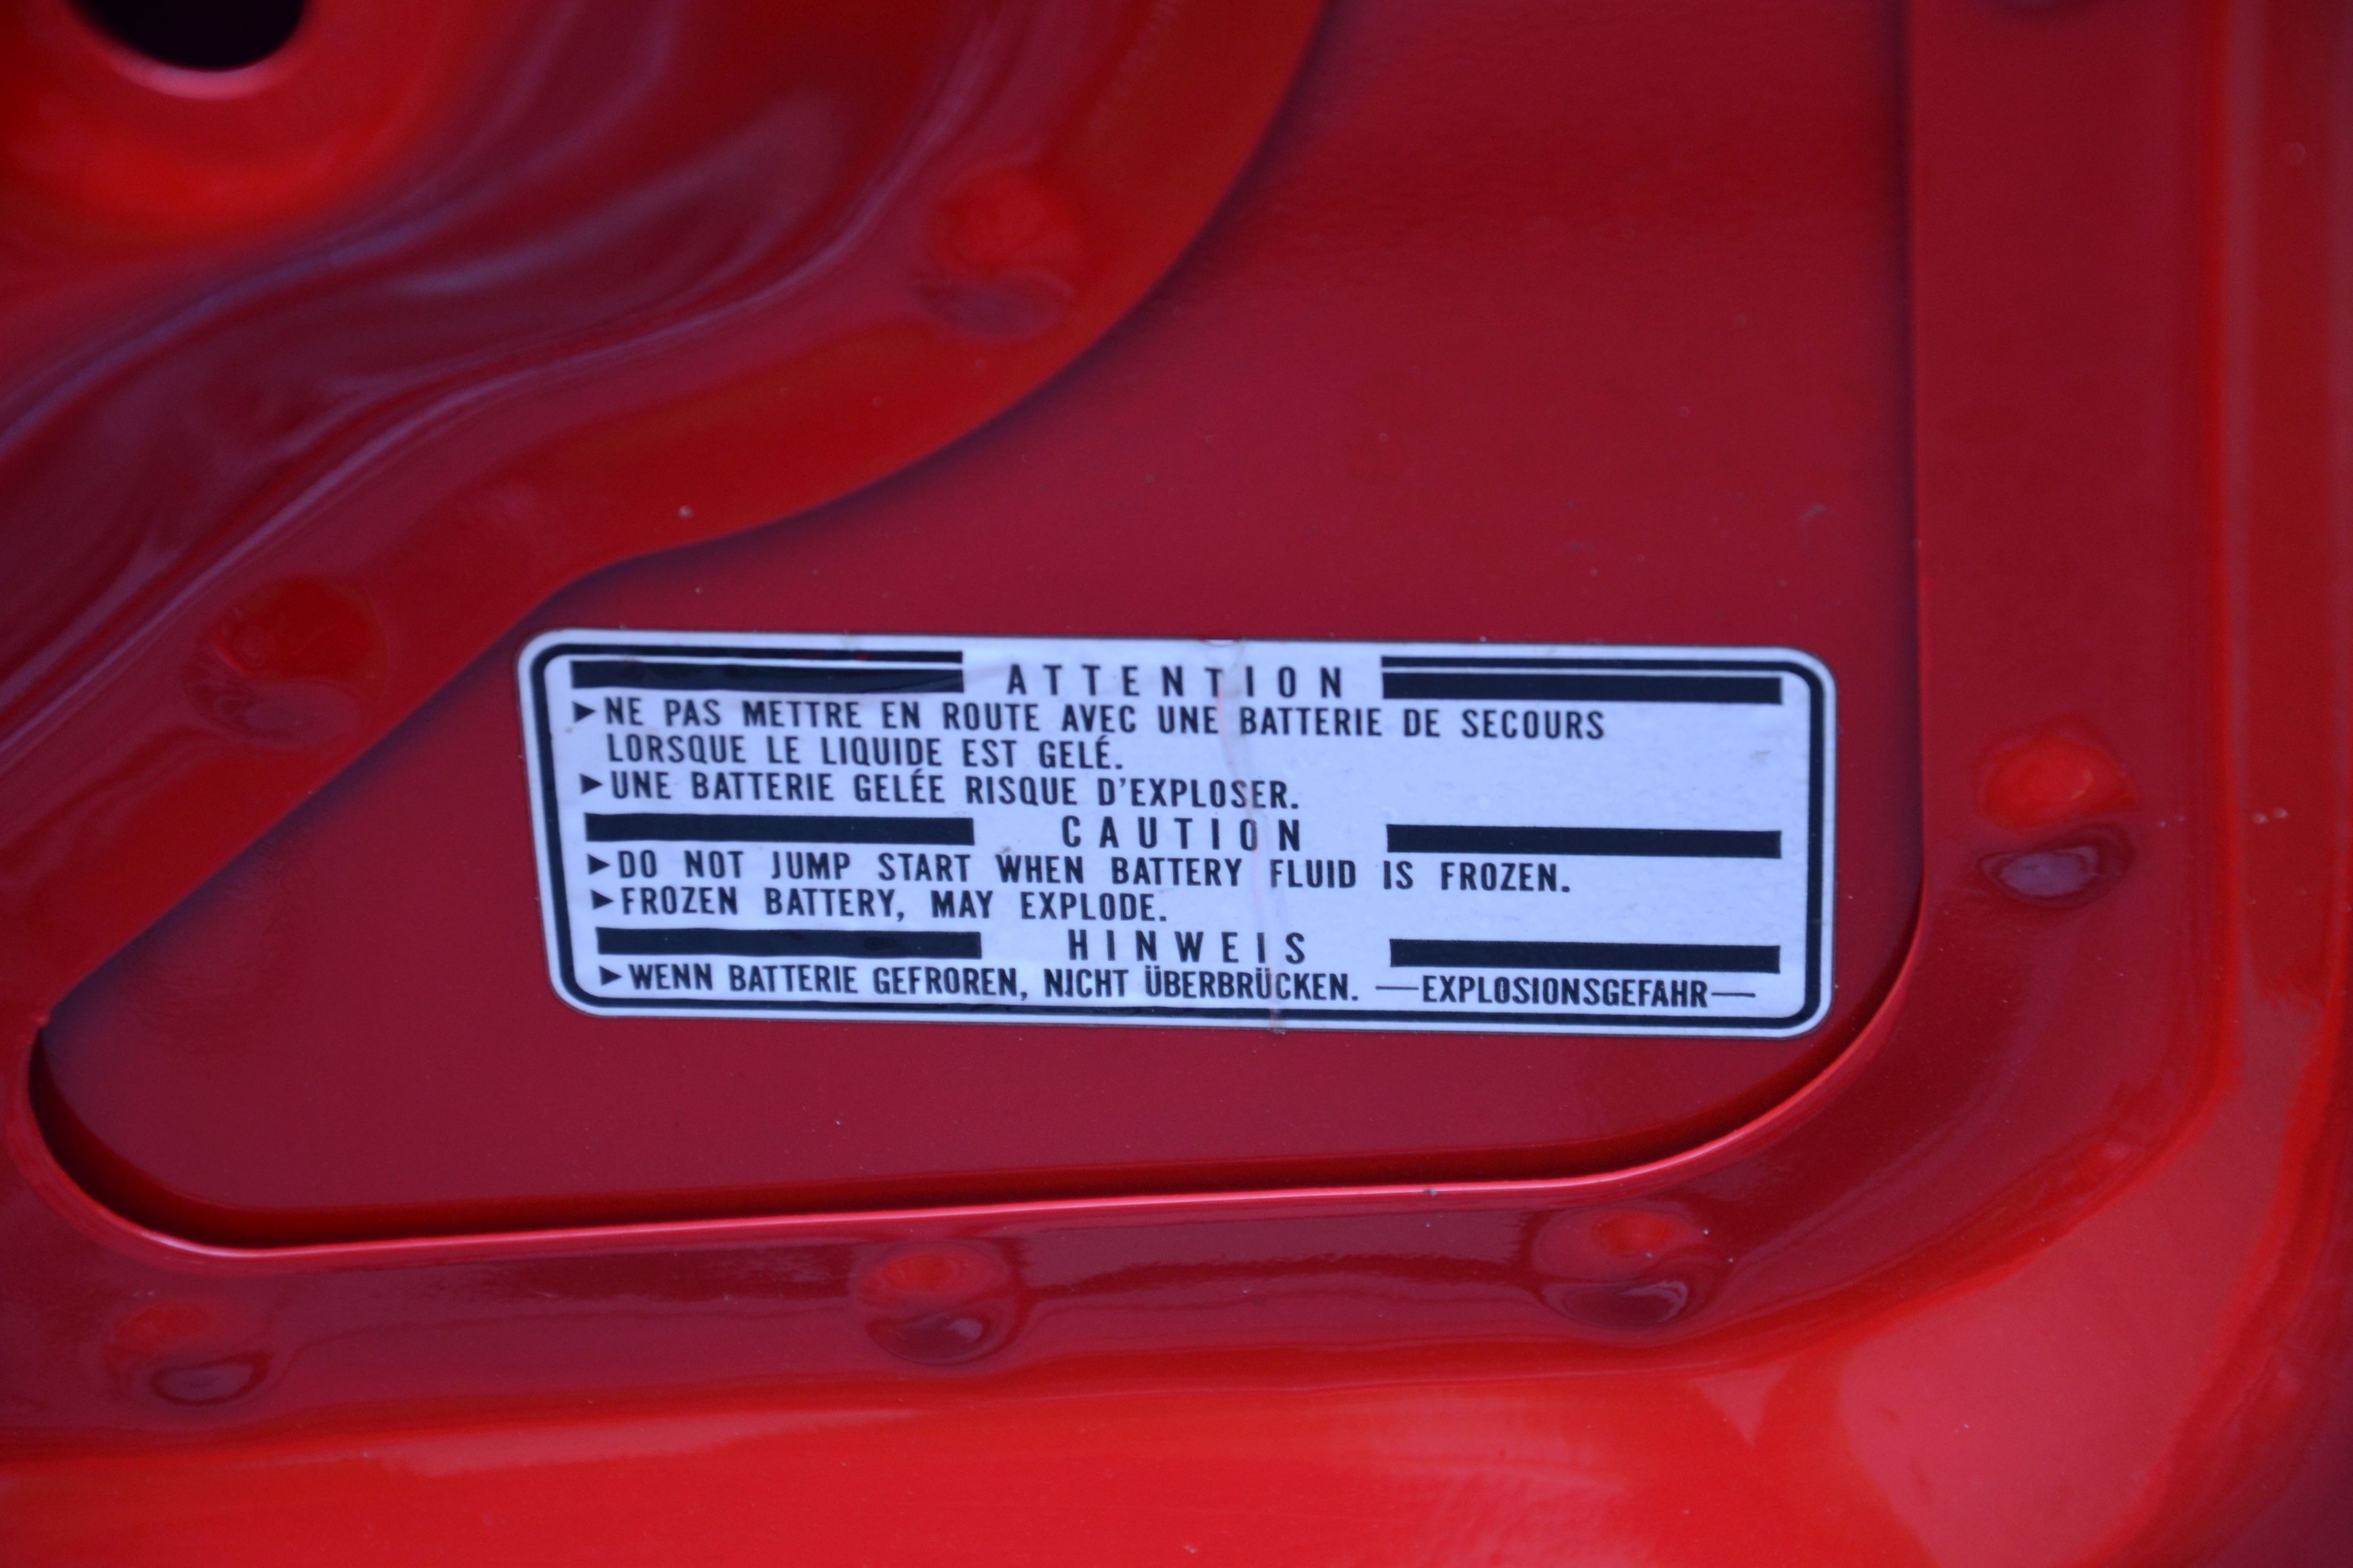 ATTENTION
▶NE PAS METTRE EN ROUTE AVEC UNE BATTERIE DE SECOURS
LORSQUE LE LIQUIDE EST GELÉ.
▶UNE BATTERIE GELÉE RISQUE D'EXPLOSER.
CAUTION
▶DO NOT JUMP START WHEN BATTERY FLUID IS FROZEN.
▶FROZEN BATTERY, MAY EXPLODE.
HINWEIS
▶WENN BATTERIE GEFROREN, NICHT ÜBERBRÜCKEN. —EXPLOSIONSGEFAHR—